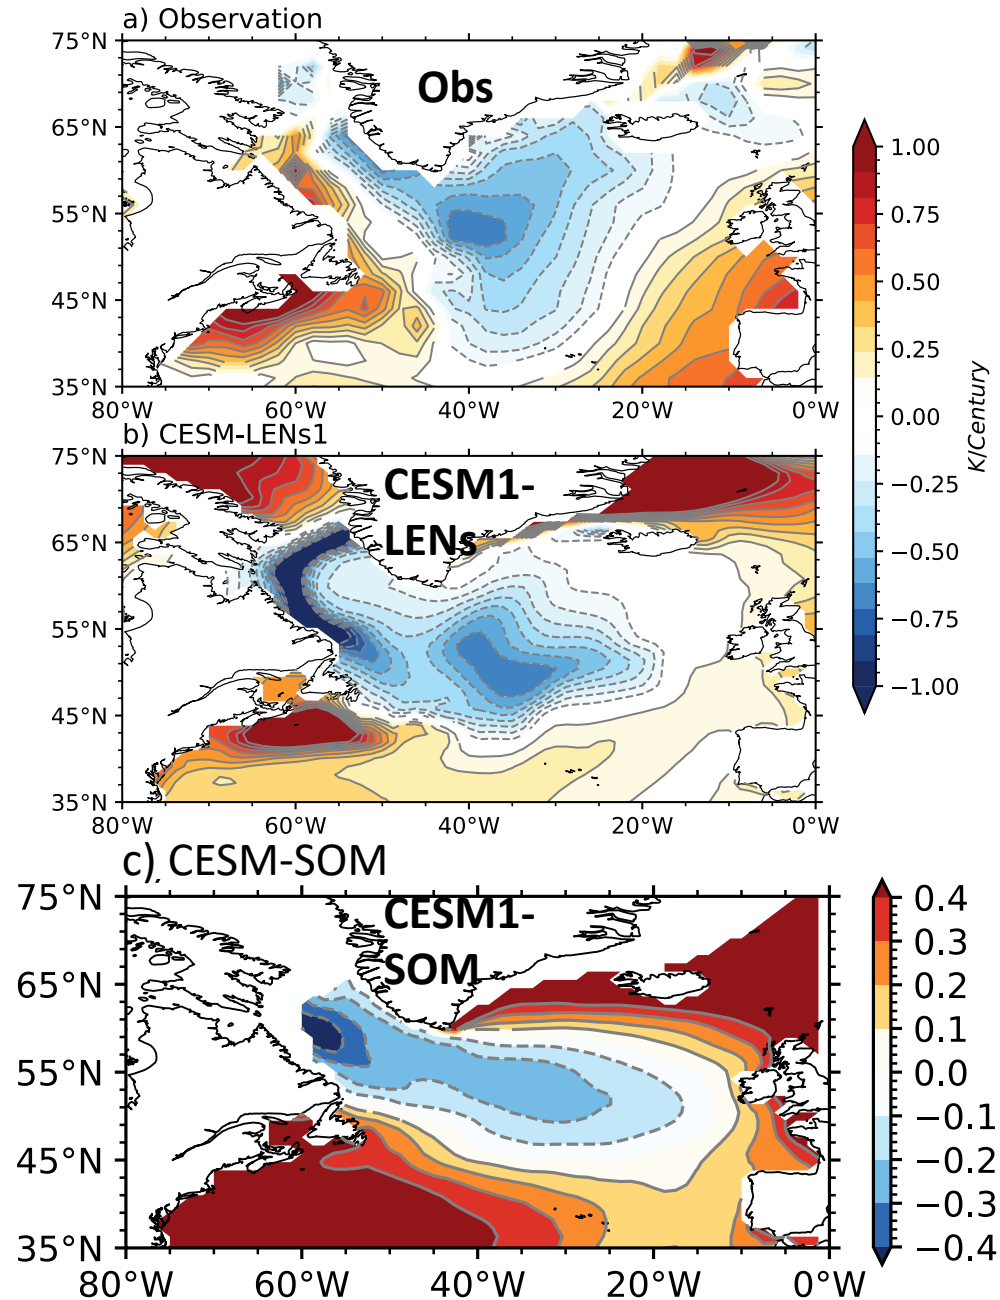 a) Observation
75°N
Obs
65°N
55°N
45°N
35°N
80°W 60°W 40°W 20°W 0°W
1.00
0.75
0.50
0.25
0.00
−0.25
−0.50
−0.75
−1.00
K/Century
b) CESM-LENs1
75°N
CESM1-
LENs
65°N
55°N
45°N
35°N
80°W 60°W 40°W 20°W 0°W
c) CESM-SOM
75°N
CESM1-
SOM
65°N
55°N
45°N
35°N
80°W 60°W 40°W 20°W 0°W
0.4
0.3
0.2
0.1
0.0
−0.1
−0.2
−0.3
−0.4